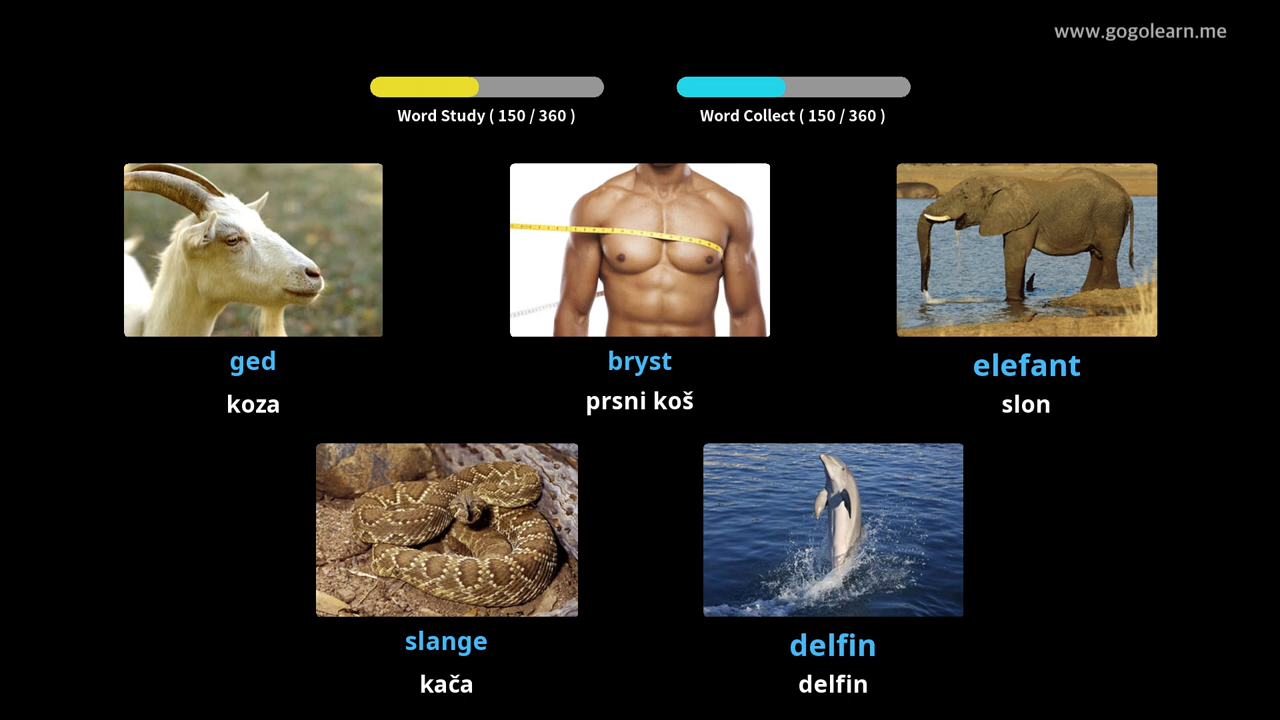 www.gogolearn.me
Word Study ( 150 / 360 )
Word Collect ( 150 / 360 )
ged
koza
bryst
prsni koš
elefant
slon
slange
kača
delfin
delfin